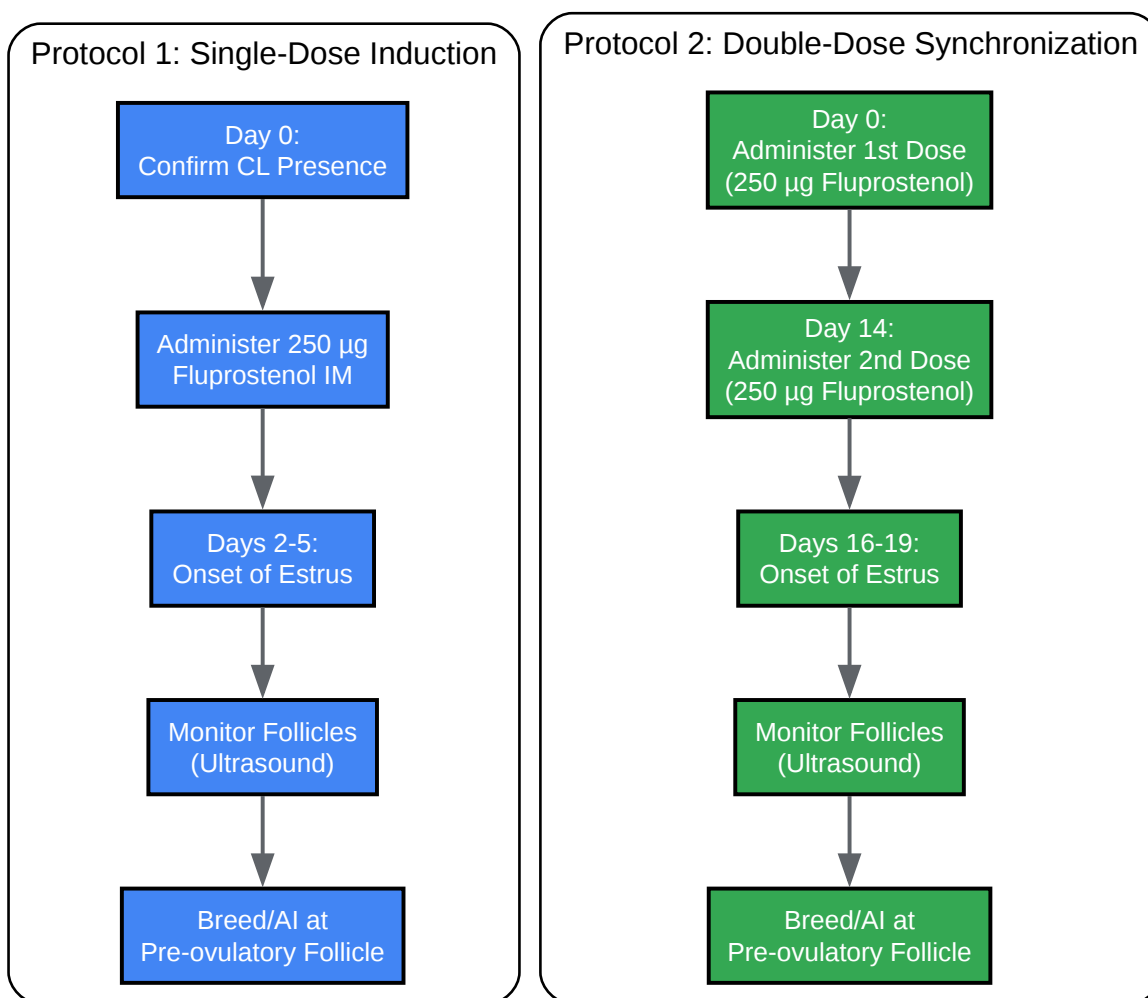 Protocol 1: Single-Dose Induction
Day 0:
Confirm CL Presence
Administer 250 µg
Fluprostenol IM
Days 2-5:
Onset of Estrus
Monitor Follicles
(Ultrasound)
Breed/AI at
Pre-ovulatory Follicle
Protocol 2: Double-Dose Synchronization
Day 0:
Administer 1st Dose
(250 µg Fluprostenol)
Day 14:
Administer 2nd Dose
(250 µg Fluprostenol)
Days 16-19:
Onset of Estrus
Monitor Follicles
(Ultrasound)
Breed/AI at
Pre-ovulatory Follicle